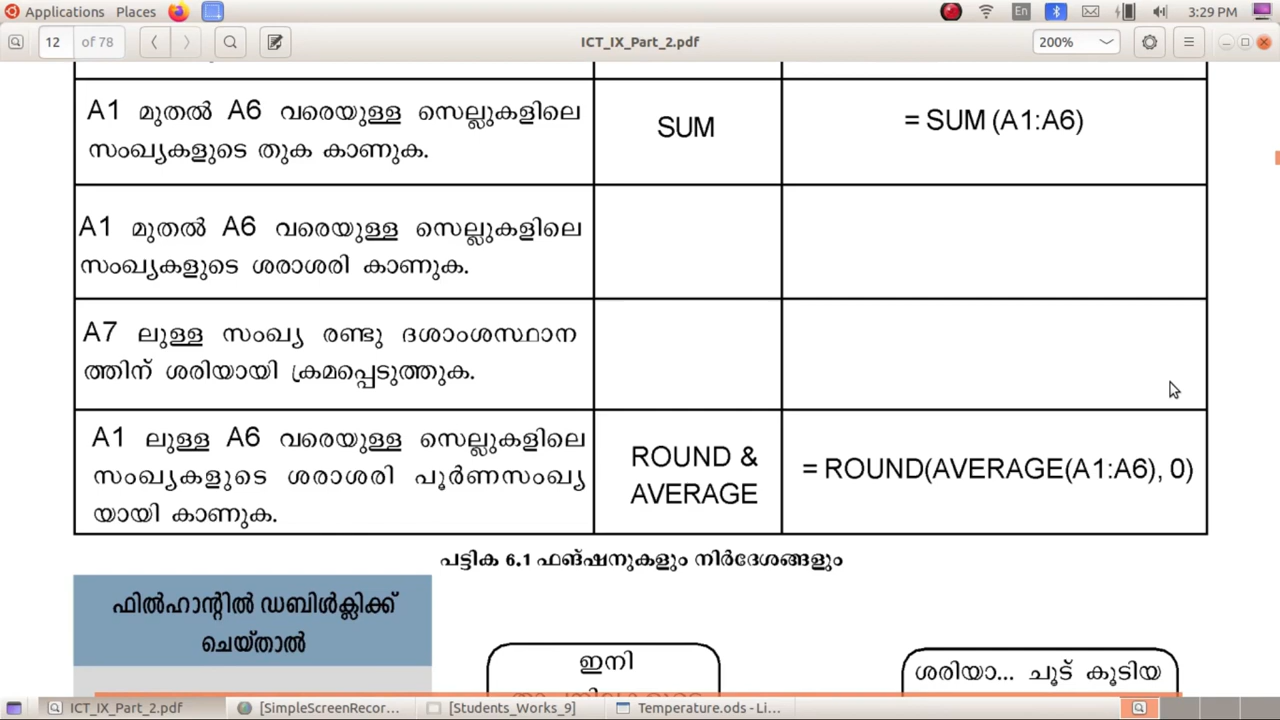 Applications Places En 3:29 PM
12 of 78 ICT_IX_Part_2.pdf 200%
A1 മുതൽ A6 വരെയുള്ള സെല്ലുകളിലെ
സംഖ്യകളുടെ തുക കാണുക.
SUM
= SUM (A1:A6)
A1 മുതൽ A6 വരെയുള്ള സെല്ലുകളിലെ
സംഖ്യകളുടെ ശരാശരി കാണുക.
A7 ലുള്ള സംഖ്യ രണ്ടു ദശാംശസ്ഥാന
ത്തിന് ശരിയായി ക്രമപ്പെടുത്തുക.
A1 ലുള്ള A6 വരെയുള്ള സെല്ലുകളിലെ
സംഖ്യകളുടെ ശരാശരി പൂർണസംഖ്യ
യായി കാണുക.
ROUND &
AVERAGE
= ROUND(AVERAGE(A1:A6), 0)
പട്ടിക 6.1 ഫങ്ഷനുകളും നിർദേശങ്ങളും
ഫിൽഹാന്റിൽ ഡബിൾക്ലിക്ക്
ചെയ്താൽ
ഇനി
ശരിയാ... ചൂട് കൂടിയ
ICT_IX_Part_2.pdf [SimpleScreenRecor... [Students_Works_9] Temperature.ods - Li...